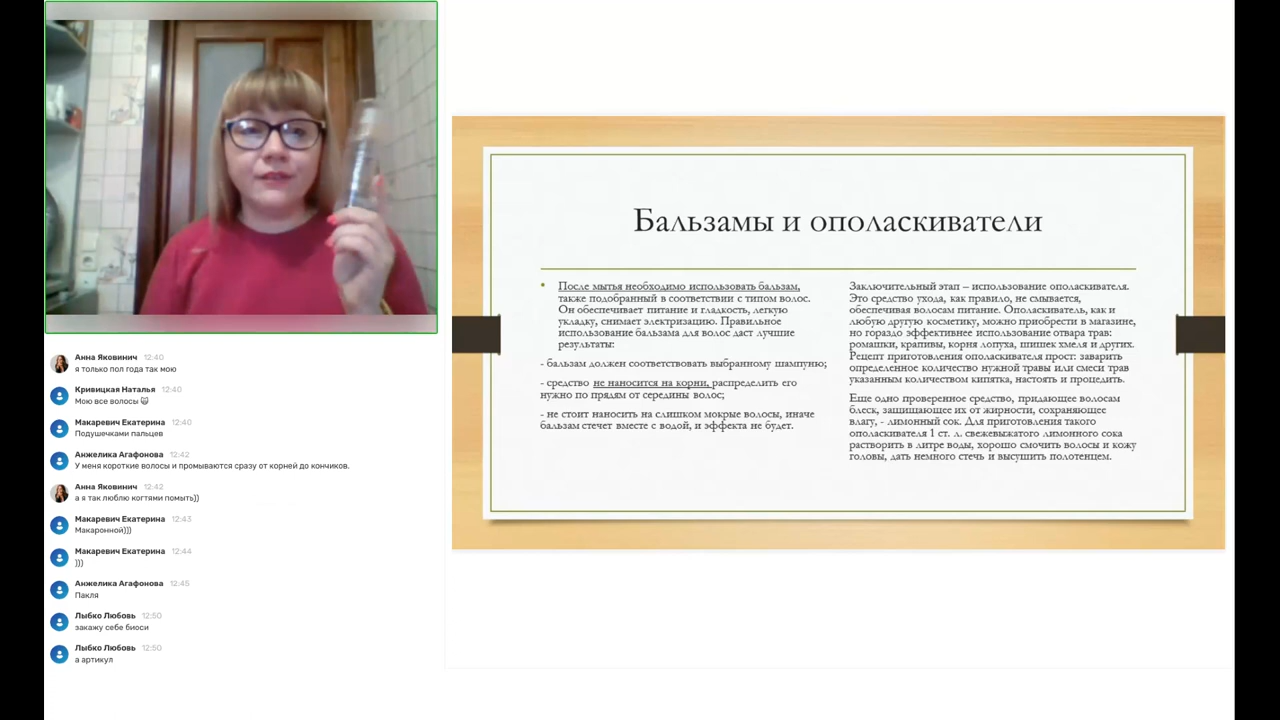 Анна Яковинич 12:40
я только пол года так мою
Кривицкая Наталья 12:40
Мою все волосы 🙀
Макаревич Екатерина 12:40
Подушечками пальцев
Анжелика Агафонова 12:42
У меня короткие волосы и промываются сразу от корней до кончиков.
Анна Яковинич 12:42
а я так люблю когтями помыть))
Макаревич Екатерина 12:43
Макаронной)))
Макаревич Екатерина 12:44
)))
Анжелика Агафонова 12:45
Пакля
Лыбко Любовь 12:50
закажу себе биоси
Лыбко Любовь 12:50
а артикул
Бальзамы и ополаскиватели
• После мытья необходимо использовать бальзам,
также подобранный в соответствии с типом волос.
Он обеспечивает питание и гладкость, легкую
укладку, снимает электризацию. Правильное
использование бальзама для волос даст лучшие
результаты:
- бальзам должен соответствовать выбранному шампуню;
- средство не наносится на корни, распределить его
нужно по прядям от середины волос;
- не стоит наносить на слишком мокрые волосы, иначе
бальзам стечет вместе с водой, и эффекта не будет.
Заключительный этап – использование ополаскивателя.
Это средство ухода, как правило, не смывается,
обеспечивая волосам питание. Ополаскиватель, как и
любую другую косметику, можно приобрести в магазине,
но гораздо эффективнее использование отвара трав:
ромашки, крапивы, корня лопуха, шишек хмеля и других.
Рецепт приготовления ополаскивателя прост: заварить
определенное количество нужной травы или смеси трав
указанным количеством кипятка, настоять и процедить.
Еще одно проверенное средство, придающее волосам
блеск, защищающее их от жирности, сохраняющее
влагу, - лимонный сок. Для приготовления такого
ополаскивателя 1 ст. л. свежевыжатого лимонного сока
растворить в литре воды, хорошо смочить волосы и кожу
головы, дать немного стечь и высушить полотенцем.